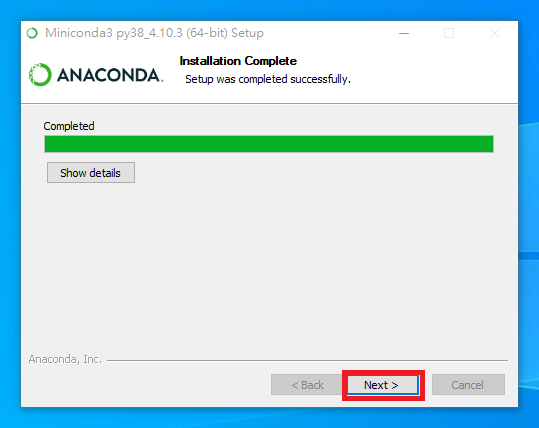 Miniconda3 py38_4.10.3 (64-bit) Setup
ANACONDA.
Installation Complete
Setup was completed successfully.
Completed
Show details
Anaconda, Inc.
< Back
Next >
Cancel